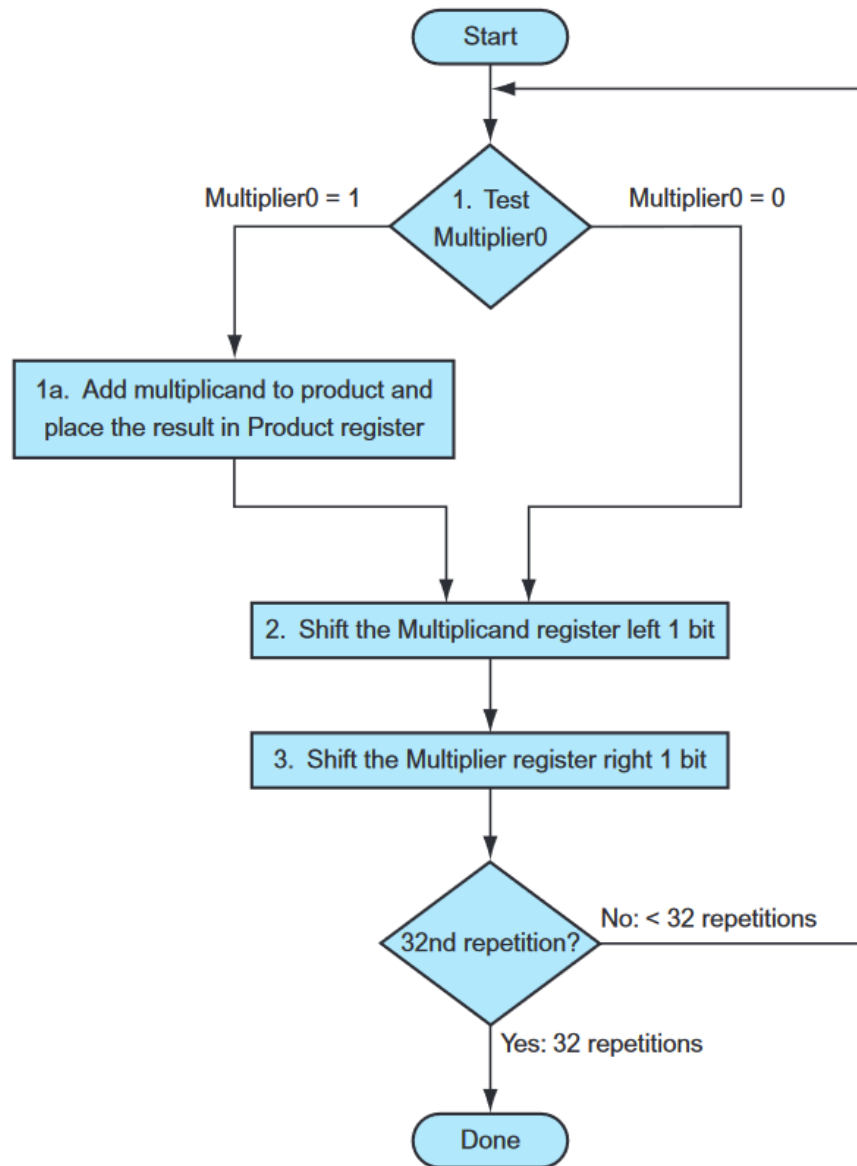 Start
Multiplier0 = 1
1. Test
Multiplier0
Multiplier0 = 0
1a. Add multiplicand to product and
place the result in Product register
2. Shift the Multiplicand register left 1 bit
3. Shift the Multiplier register right 1 bit
32nd repetition?
No: < 32 repetitions
Yes: 32 repetitions
Done